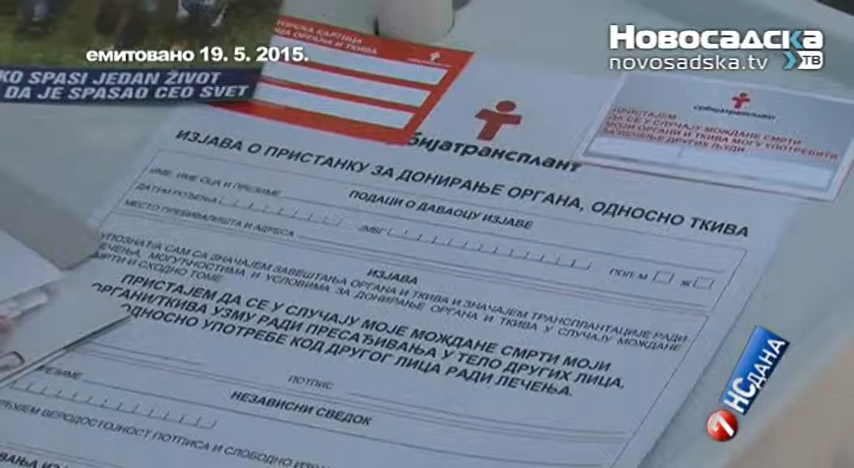 емитовано 19. 5. 2015.
НОВОСАДСКА
novosadska.tv
ТВ
KO SPASI JEDAN ŽIVOT
DA JE SPASAO CEO SVET
КАРТИЦА
ОРГАНА И ТКИВА
србијатрансплант
ПРИСТАЈЕМ
ДА СЕ У СЛУЧАЈУ МОЖДАНЕ СМРТИ
МОЈИ ОРГАНИ И ТКИВА МОГУ УПОТРЕБИТИ
ЗА ЛЕЧЕЊЕ ДРУГИХ ЉУДИ
бијатрансплант
ИЗЈАВА О ПРИСТАНКУ ЗА ДОНИРАЊЕ ОРГАНА, ОДНОСНО ТКИВА
ПОДАЦИ О ДАВАОЦУ ИЗЈАВЕ
ИМЕ, ИМЕ ОЦА И ПРЕЗИМЕ
ДАТУМ РОЂЕЊА
ЈМБГ
ПОЛ: М Ж
МЕСТО ПРЕБИВАЛИШТА И АДРЕСА
ИЗЈАВА
УПОЗНАТ/А САМ СА ЗНАЧАЈЕМ ЗАВЕШТАЊА ОРГАНА И ТКИВА И ЗНАЧАЈЕМ ТРАНСПЛАНТАЦИЈЕ РАДИ
ЛЕЧЕЊА, МОГУЋНОСТИМА И УСЛОВИМА ЗА ДОНИРАЊЕ ОРГАНА И ТКИВА У СЛУЧАЈУ МОЖДАНЕ
СМРТИ И СХОДНО ТОМЕ
ПРИСТАЈЕМ ДА СЕ У СЛУЧАЈУ МОЈЕ МОЖДАНЕ СМРТИ МОЈИ
ОРГАНИ/ТКИВА УЗМУ РАДИ ПРЕСАЂИВАЊА У ТЕЛО ДРУГИХ ЛИЦА,
ОДНОСНО УПОТРЕБЕ КОД ДРУГОГ ЛИЦА РАДИ ЛЕЧЕЊА.
ПОТПИС
НЕЗАВИСНИ СВЕДОК
ПРЕЗИМЕ
ВЕРОДОСТОЈНОСТ ПОТПИСА И СЛОБОДНО
НСдана